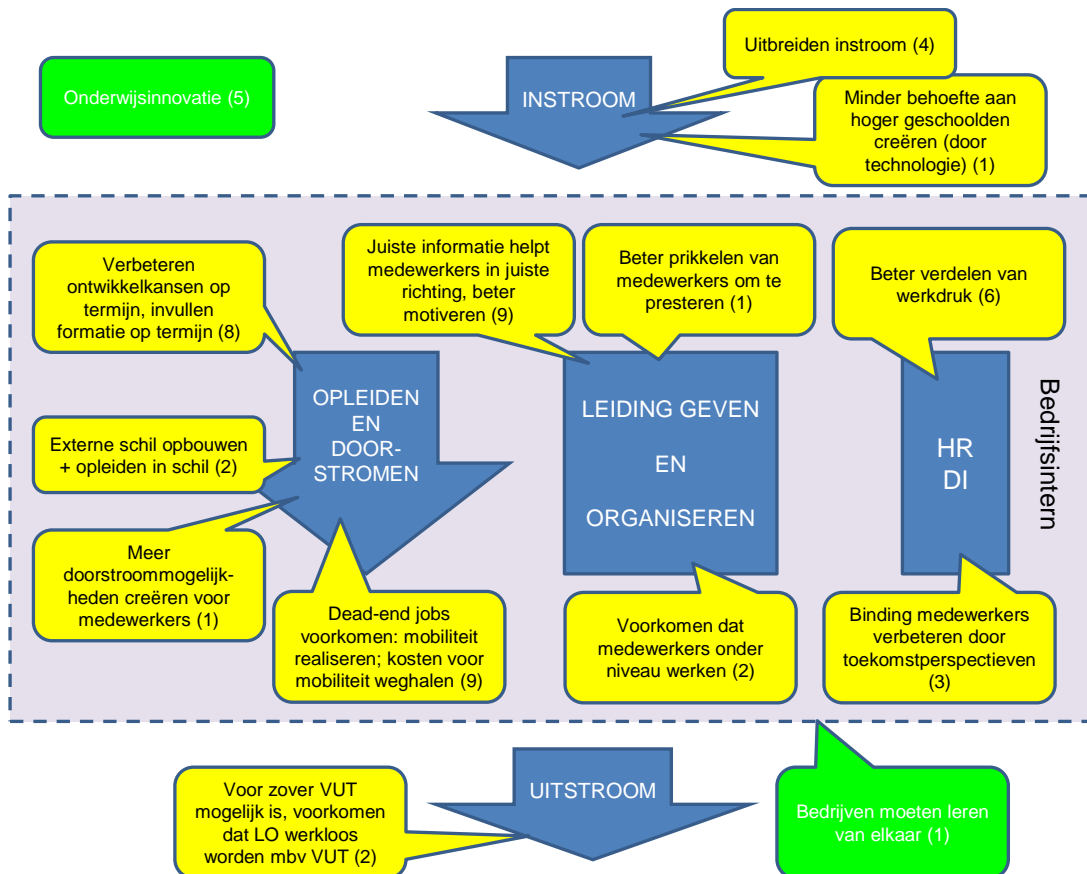 Onderwijsinnovatie (5)
INSTROOM
Uitbreiden instroom (4)
Minder behoefte aan
hoger geschoolden
creëren (door
technologie) (1)
Verbeteren
ontwikkelkansen op
termijn, invullen
formatie op termijn (8)
Juiste informatie helpt
medewerkers in juiste
richting, beter
motiveren (9)
Beter prikkelen van
medewerkers om te
presteren (1)
Beter verdelen van
werkdruk (6)
OPLEIDEN
EN
DOOR-
STROMEN
LEIDING GEVEN
EN
ORGANISEREN
HR
DI
Bedrijfsintern
Externe schil opbouwen
+ opleiden in schil (2)
Meer
doorstroommogelijk-
heden creëren voor
medewerkers (1)
Dead-end jobs
voorkomen: mobiliteit
realiseren; kosten voor
mobiliteit weghalen (9)
Voorkomen dat
medewerkers onder
niveau werken (2)
Binding medewerkers
verbeteren door
toekomstperspectieven
(3)
Voor zover VUT
mogelijk is, voorkomen
dat LO werkloos
worden mbv VUT (2)
UITSTROOM
Bedrijven moeten leren
van elkaar (1)